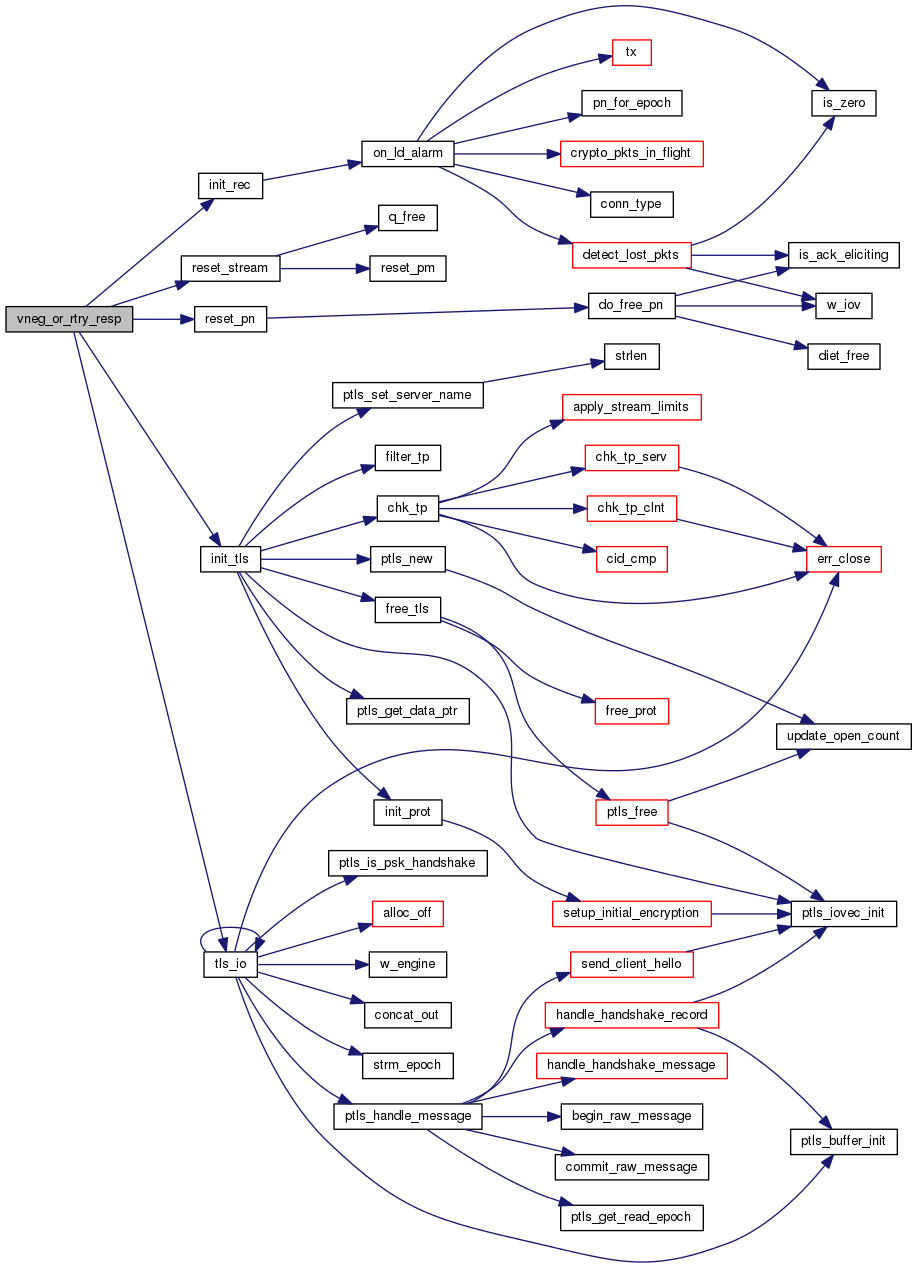 tx
is_zero
pn_for_epoch
on_ld_alarm
crypto_pkts_in_flight
init_rec
conn_type
q_free
detect_lost_pkts
is_ack_eliciting
reset_stream
reset_pm
vneg_or_rtry_resp
reset_pn
do_free_pn
w_iov
diet_free
strlen
ptls_set_server_name
apply_stream_limits
filter_tp
chk_tp_serv
chk_tp
chk_tp_clnt
init_tls
ptls_new
cid_cmp
err_close
free_tls
ptls_get_data_ptr
free_prot
update_open_count
init_prot
ptls_free
ptls_is_psk_handshake
alloc_off
setup_initial_encryption
ptls_iovec_init
tls_io
w_engine
send_client_hello
concat_out
handle_handshake_record
strm_epoch
handle_handshake_message
ptls_handle_message
begin_raw_message
ptls_buffer_init
commit_raw_message
ptls_get_read_epoch